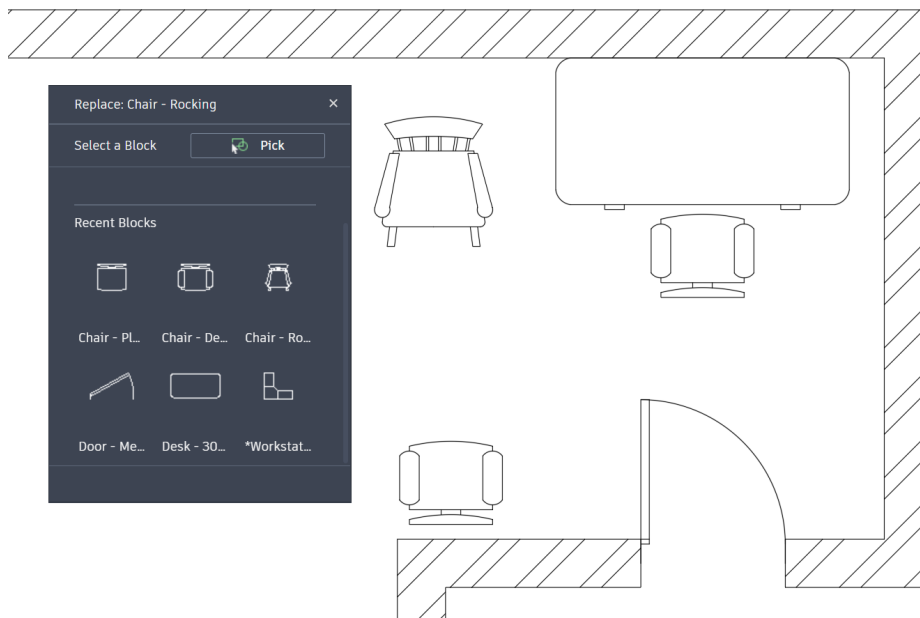 Replace: Chair - Rocking
Select a Block
Pick
Recent Blocks
Chair - Pl...
Chair - De...
Chair - Ro...
Door - Me...
Desk - 30...
*Workstat...